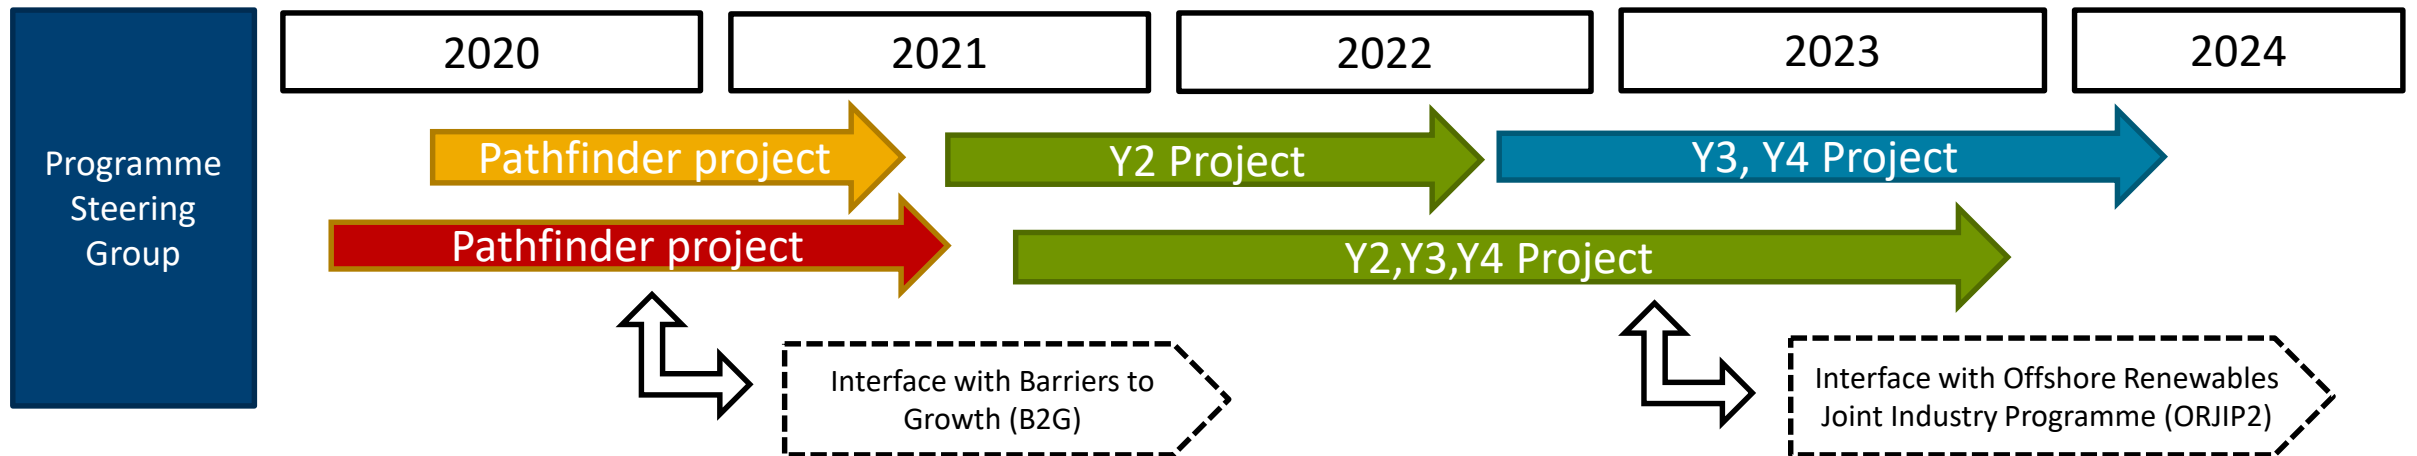 Programme
Steering
Group
2020
2021
2022
2023
2024
Pathfinder project
Y2 Project
Y3, Y4 Project
Pathfinder project
Y2,Y3,Y4 Project
Interface with Barriers to
Growth (B2G)
Interface with Offshore Renewables
Joint Industry Programme (ORJIP2)